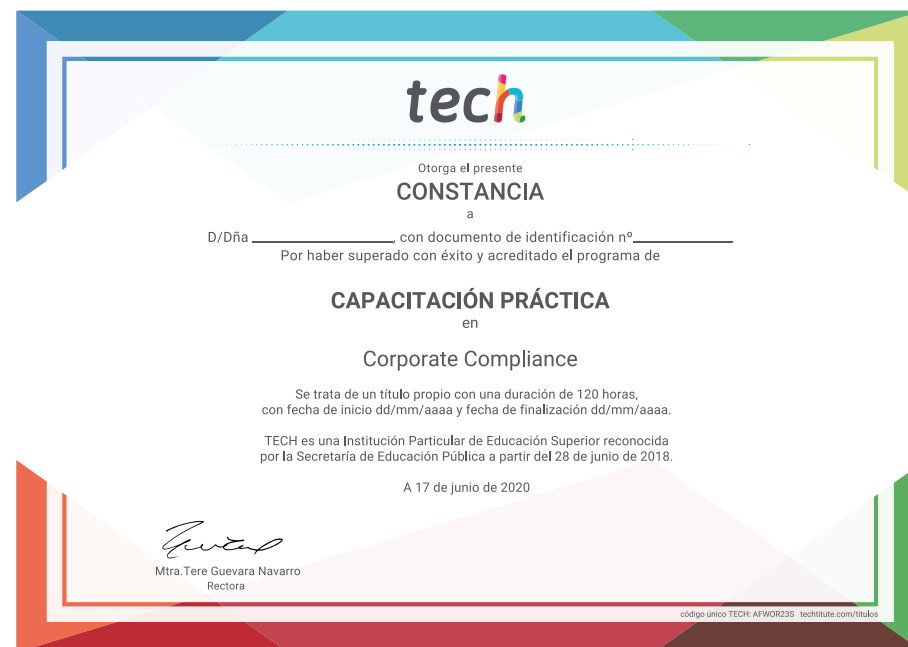 tech
Otorga el presente
CONSTANCIA
a
D/Dña ____________________, con documento de identificación nº______________
Por haber superado con éxito y acreditado el programa de
CAPACITACIÓN PRÁCTICA
en
Corporate Compliance
Se trata de un título propio con una duración de 120 horas,
con fecha de inicio dd/mm/aaaa y fecha de finalización dd/mm/aaaa.
TECH es una Institución Particular de Educación Superior reconocida
por la Secretaría de Educación Pública a partir del 28 de junio de 2018.
A 17 de junio de 2020
Mtra.Tere Guevara Navarro
Rectora
código único TECH: AFWOR23S techtitute.com/titulos